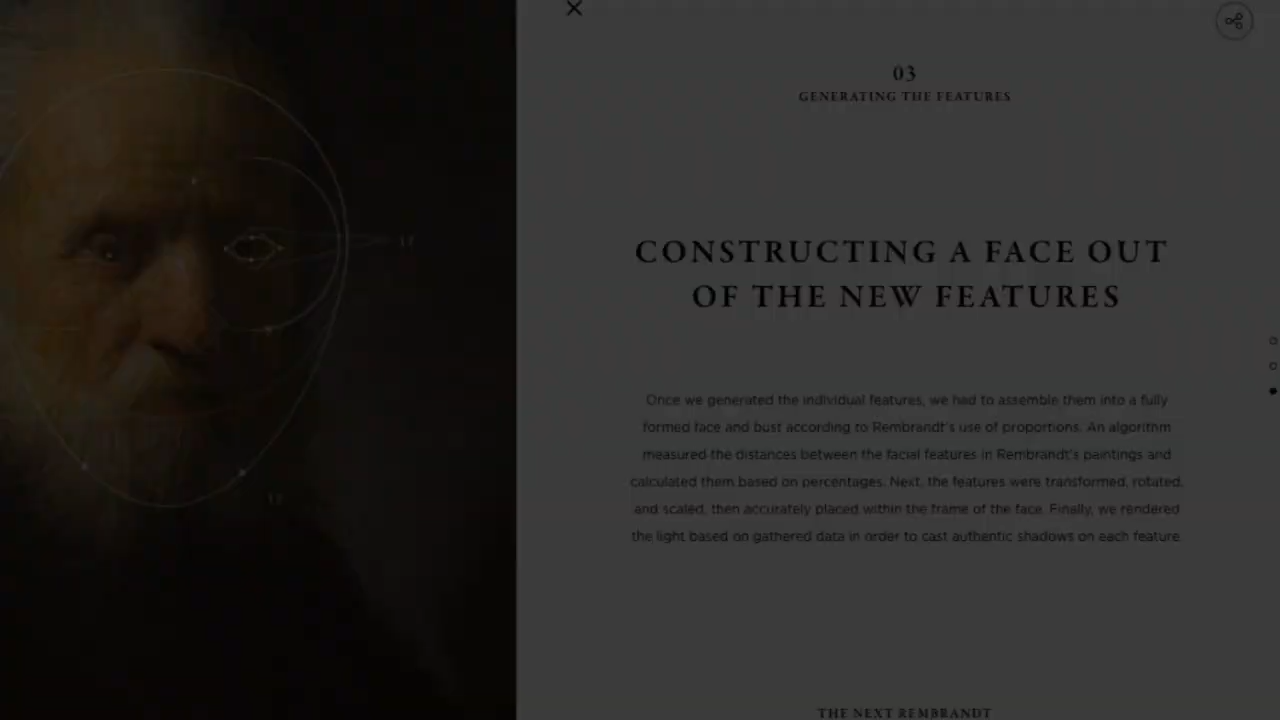 03
GENERATING THE FEATURES
CONSTRUCTING A FACE OUT
OF THE NEW FEATURES
Once we generated the individual features, we had to assemble them into a fully
formed face and bust according to Rembrandt's use of proportions. An algorithm
measured the distances between the facial features in Rembrandt's paintings and
calculated them based on percentages. Next, the features were transformed, rotated,
and scaled, then accurately placed within the frame of the face. Finally, we rendered
the light based on gathered data in order to cast authentic shadows on each feature.
THE NEXT REMBRANDT